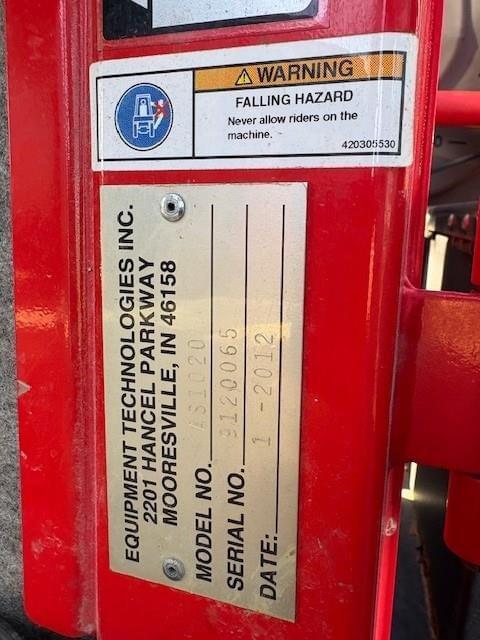 WARNING
FALLING HAZARD
Never allow riders on the
machine.
420305530
EQUIPMENT TECHNOLOGIES INC.
2201 HANCEL PARKWAY
MOORESVILLE, IN 46158
MODEL NO. AS1020
SERIAL NO. 9120065
DATE: 1-2012